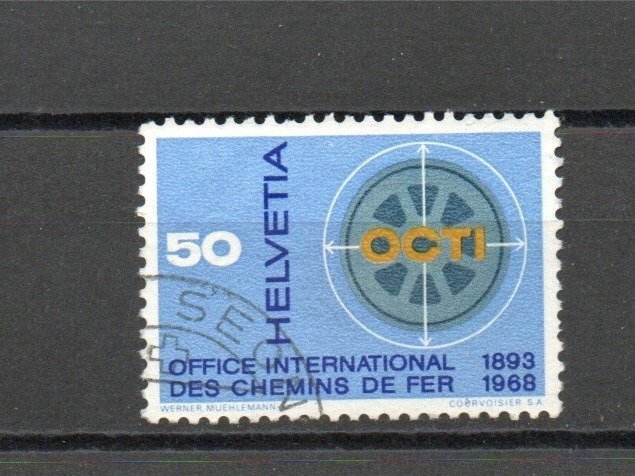 HELVETIA
50
OCTI
OFFICE INTERNATIONAL 1893
DES CHEMINS DE FER 1968
WERNER MUEHLEMANN COURVOISIER S.A.